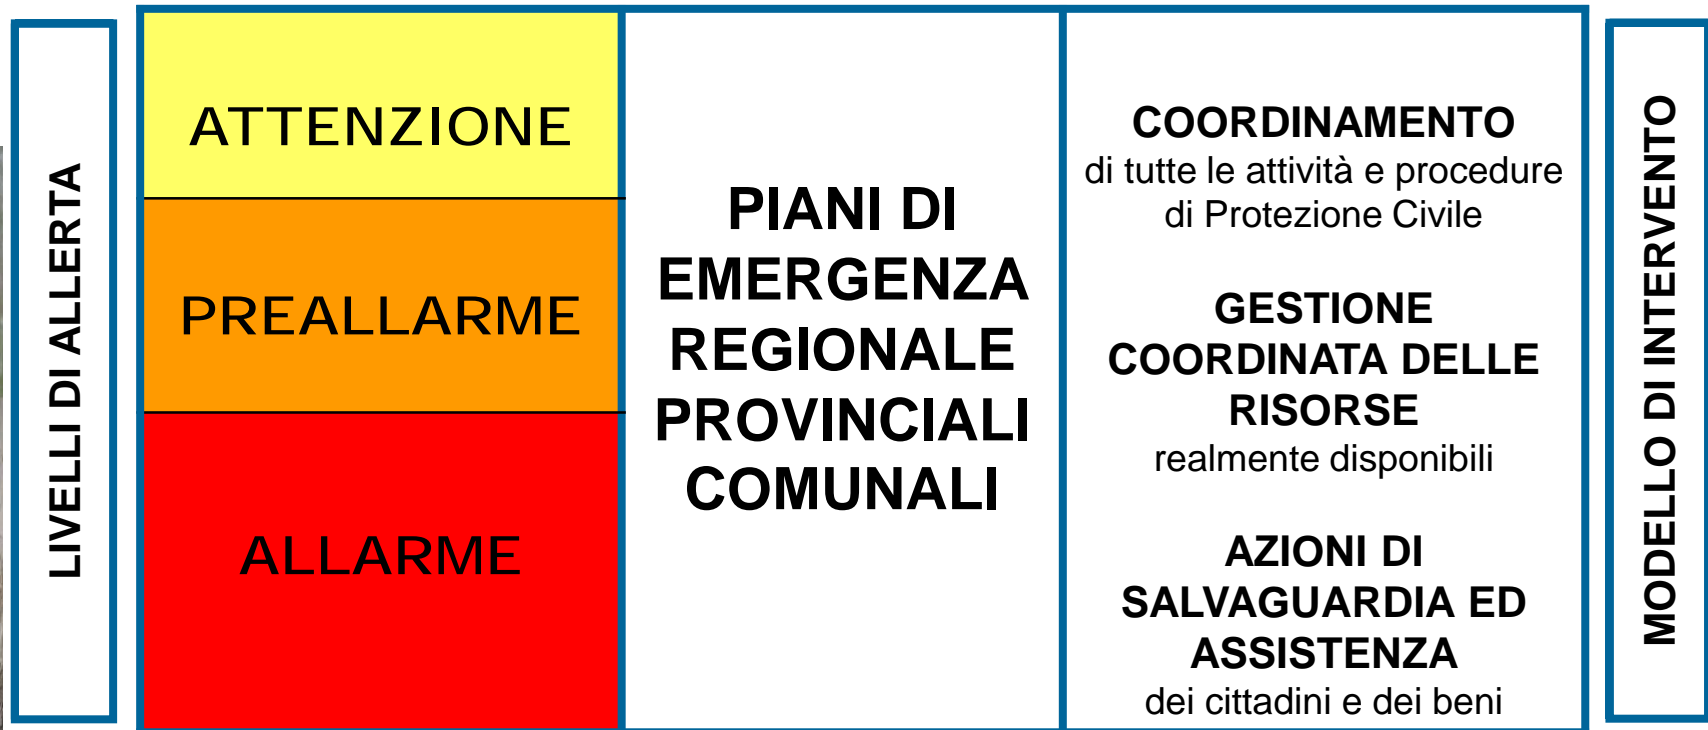 LIVELLI DI ALLERTA
ATTENZIONE
PREALLARME
ALLARME
PIANI DI
EMERGENZA
REGIONALE
PROVINCIALI
COMUNALI
COORDINAMENTO
di tutte le attività e procedure
di Protezione Civile
GESTIONE
COORDINATA DELLE
RISORSE
realmente disponibili
AZIONI DI
SALVAGUARDIA ED
ASSISTENZA
dei cittadini e dei beni
MODELLO DI INTERVENTO